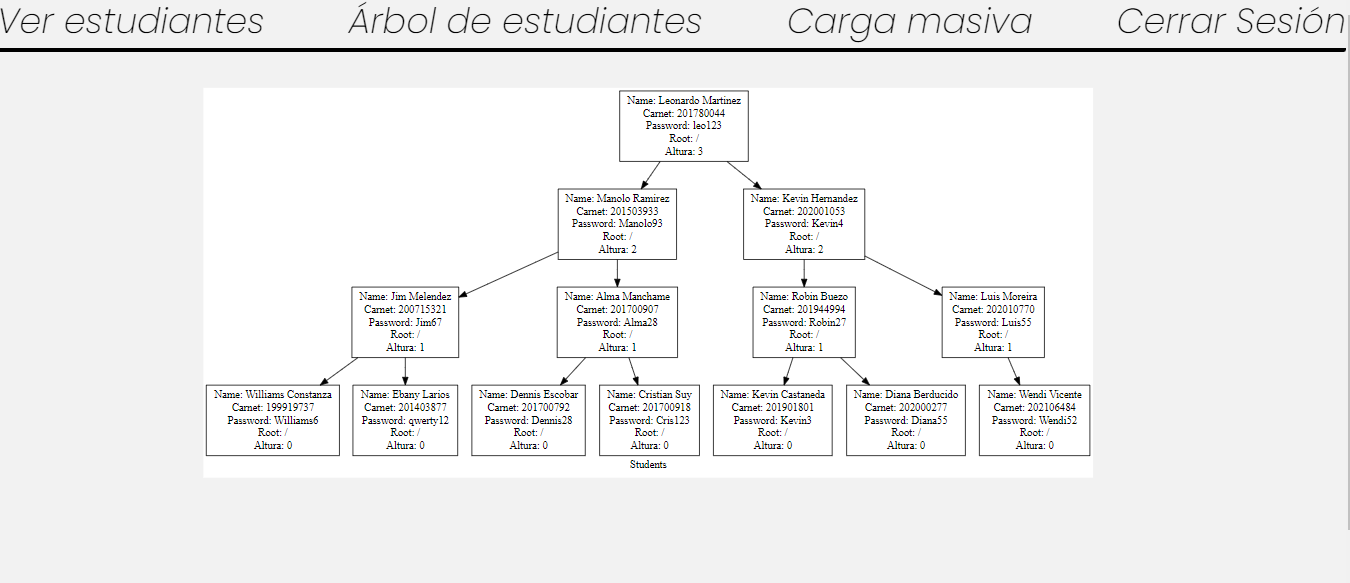 Ver estudiantes
Árbol de estudiantes
Carga masiva
Cerrar Sesión
Name: Leonardo Martinez
Carnet: 201780044
Password: leo123
Root: /
Altura: 3
Name: Manolo Ramirez
Carnet: 201503933
Password: Manolo93
Root: /
Altura: 2
Name: Kevin Hernandez
Carnet: 202001053
Password: Kevin4
Root: /
Altura: 2
Name: Jim Melendez
Carnet: 200715321
Password: Jim67
Root: /
Altura: 1
Name: Alma Manchame
Carnet: 201700907
Password: Alma28
Root: /
Altura: 1
Name: Robin Buezo
Carnet: 201944994
Password: Robin27
Root: /
Altura: 1
Name: Luis Moreira
Carnet: 202010770
Password: Luis55
Root: /
Altura: 1
Name: Williams Constanza
Carnet: 199919737
Password: Williams6
Root: /
Altura: 0
Name: Ebany Larios
Carnet: 201403877
Password: qwerty12
Root: /
Altura: 0
Name: Dennis Escobar
Carnet: 201700792
Password: Dennis28
Root: /
Altura: 0
Name: Cristian Suy
Carnet: 201700918
Password: Cris123
Root: /
Altura: 0
Name: Kevin Castaneda
Carnet: 201901801
Password: Kevin3
Root: /
Altura: 0
Name: Diana Berducido
Carnet: 202000277
Password: Diana55
Root: /
Altura: 0
Name: Wendi Vicente
Carnet: 202106484
Password: Wendi52
Root: /
Altura: 0
Students